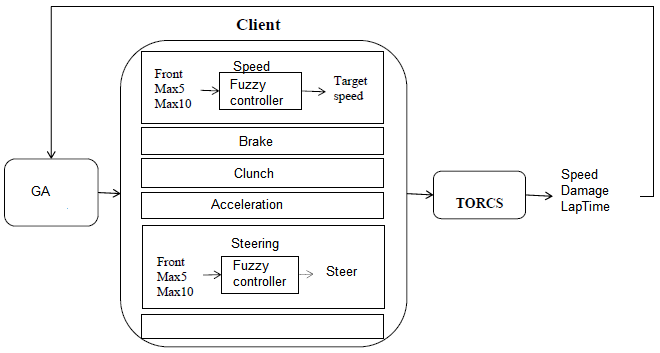 Client
Speed
Front
Max5
Max10
Fuzzy
controller
Target
speed
Brake
Clunch
Acceleration
Steering
Front
Max5
Max10
Fuzzy
controller
Steer
GA
TORCS
Speed
Damage
LapTime